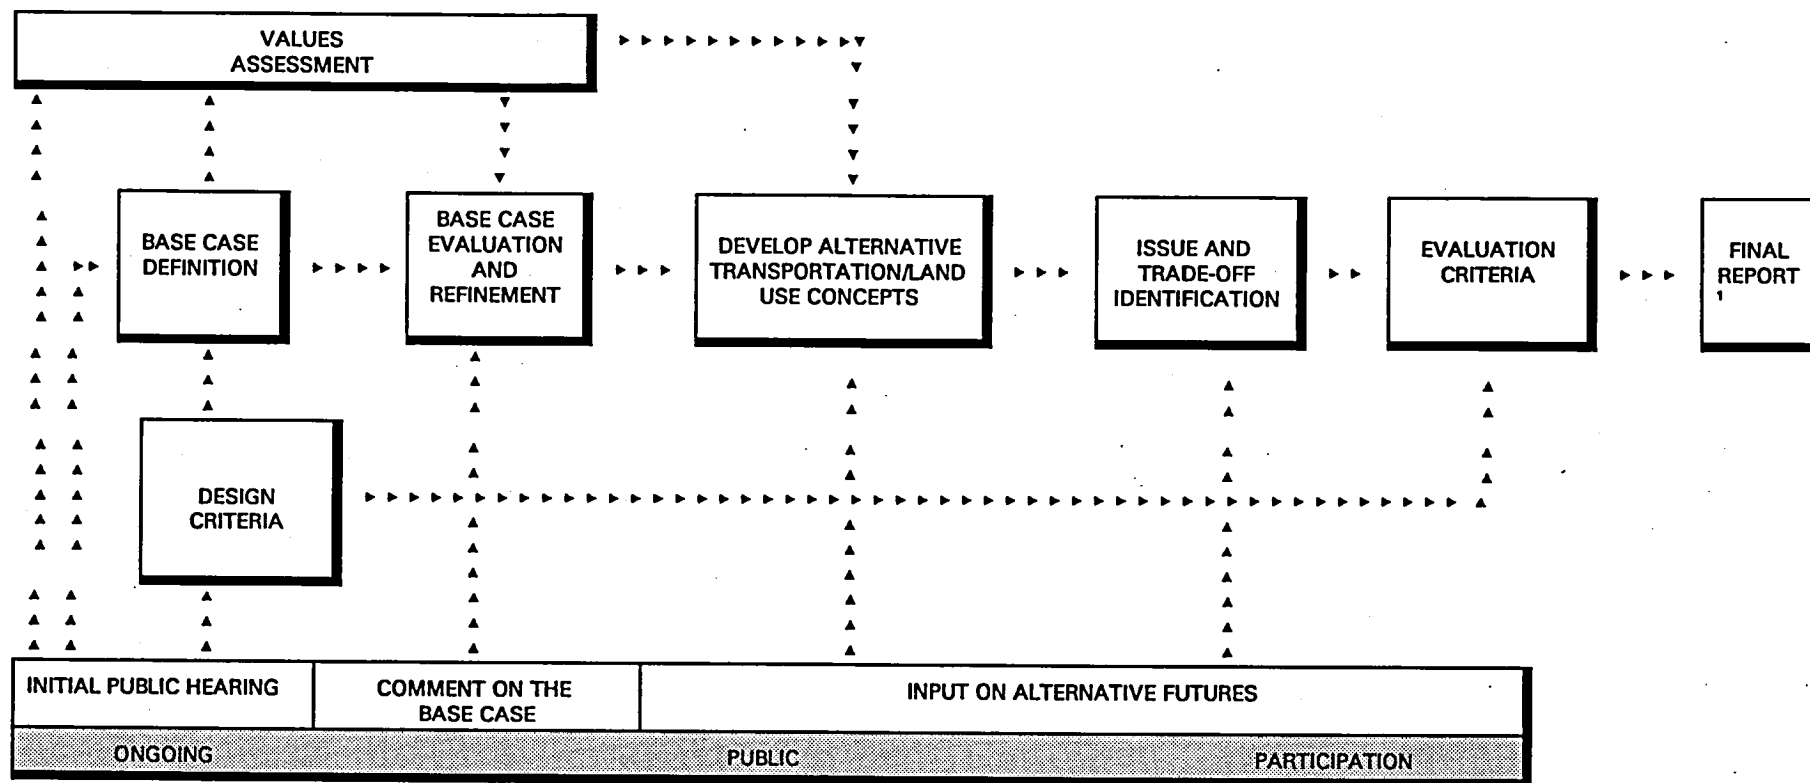 VALUES
ASSESSMENT
BASE CASE
DEFINITION
BASE CASE
EVALUATION
AND
REFINEMENT
DEVELOP ALTERNATIVE
TRANSPORTATION/LAND
USE CONCEPTS
ISSUE AND
TRADE-OFF
IDENTIFICATION
EVALUATION
CRITERIA
FINAL
REPORT
1
DESIGN
CRITERIA
INITIAL PUBLIC HEARING
COMMENT ON THE
BASE CASE
INPUT ON ALTERNATIVE FUTURES
ONGOING PUBLIC PARTICIPATION